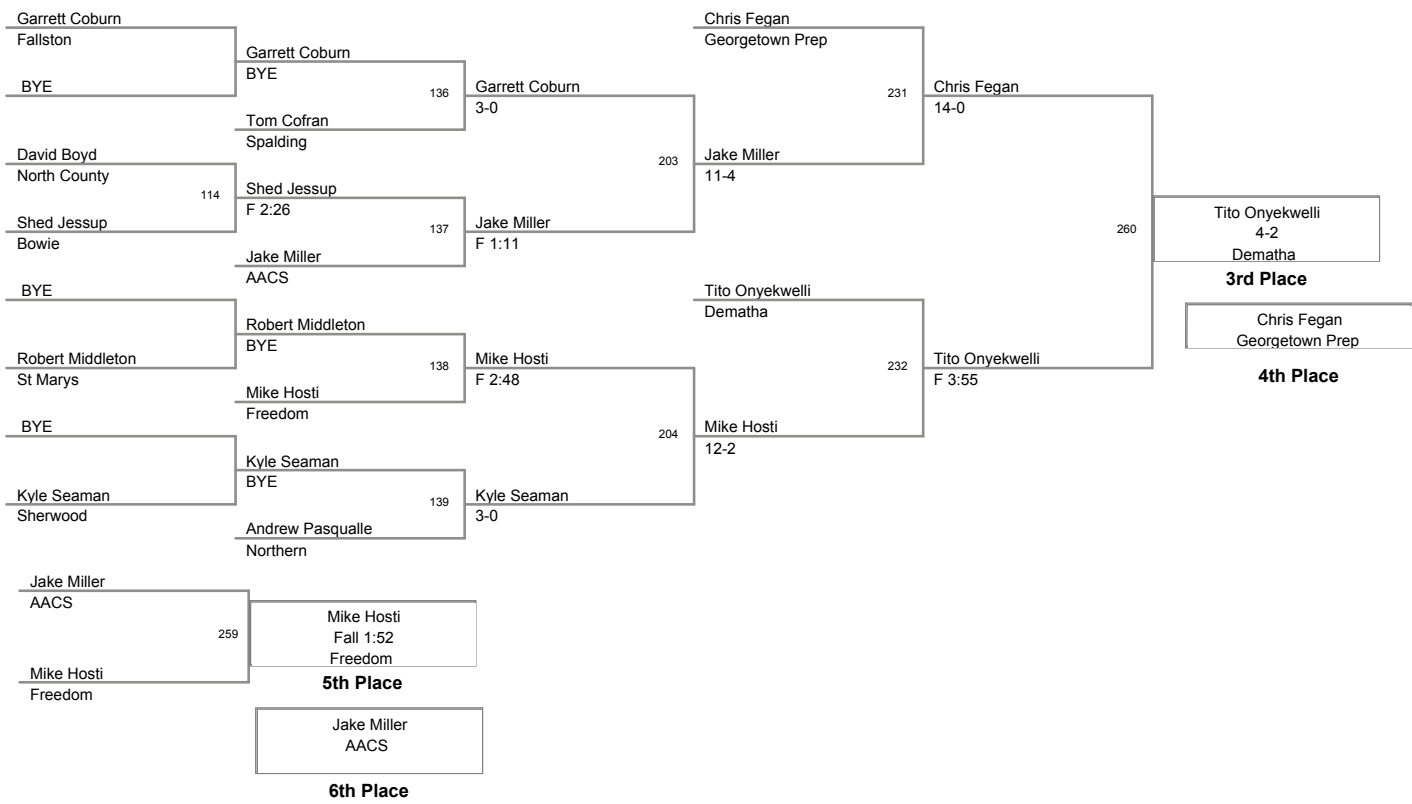 Garrett Coburn
Fallston
BYE
David Boyd
North County
114
Shed Jessup
Bowie
BYE
Robert Middleton
St Marys
BYE
Kyle Seaman
Sherwood
Garrett Coburn
BYE
136
Tom Cofran
Spalding
Shed Jessup
F 2:26
137
Jake Miller
AACS
Robert Middleton
BYE
138
Mike Hosti
Freedom
Kyle Seaman
BYE
139
Andrew Pasqualle
Northern
Garrett Coburn
3-0
203
Jake Miller
F 1:11
Mike Hosti
F 2:48
204
Kyle Seaman
3-0
Chris Fegan
Georgetown Prep
231
Jake Miller
11-4
Tito Onyekwelli
Dematha
232
Mike Hosti
12-2
Chris Fegan
14-0
260
Tito Onyekwelli
F 3:55
Tito Onyekwelli
4-2
Dematha
3rd Place
Chris Fegan
Georgetown Prep
4th Place
Jake Miller
AACS
259
Mike Hosti
Freedom
Mike Hosti
Fall 1:52
Freedom
5th Place
Jake Miller
AACS
6th Place